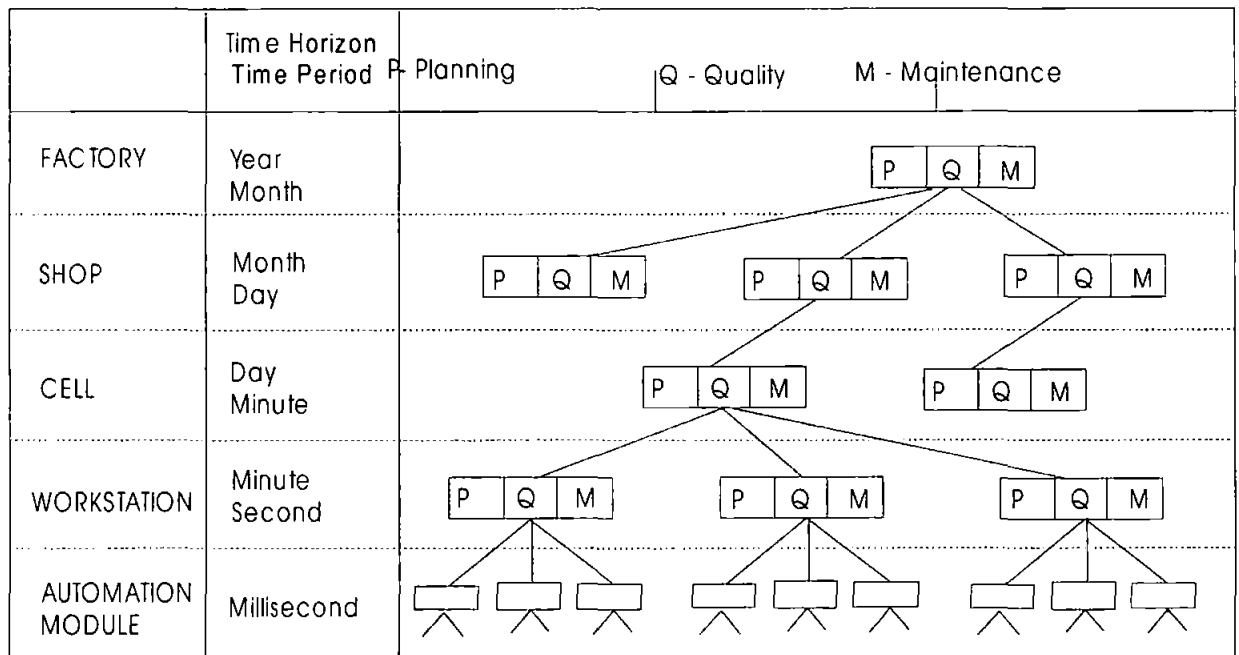 Time Horizon
Time Period
P- Planning
Q - Quality
M - Maintenance
FACTORY
Year
Month
P Q M
SHOP
Month
Day
P Q M
P Q M
P Q M
CELL
Day
Minute
P Q M
P Q M
WORKSTATION
Minute
Second
P Q M
P Q M
P Q M
AUTOMATION
MODULE
Millisecond